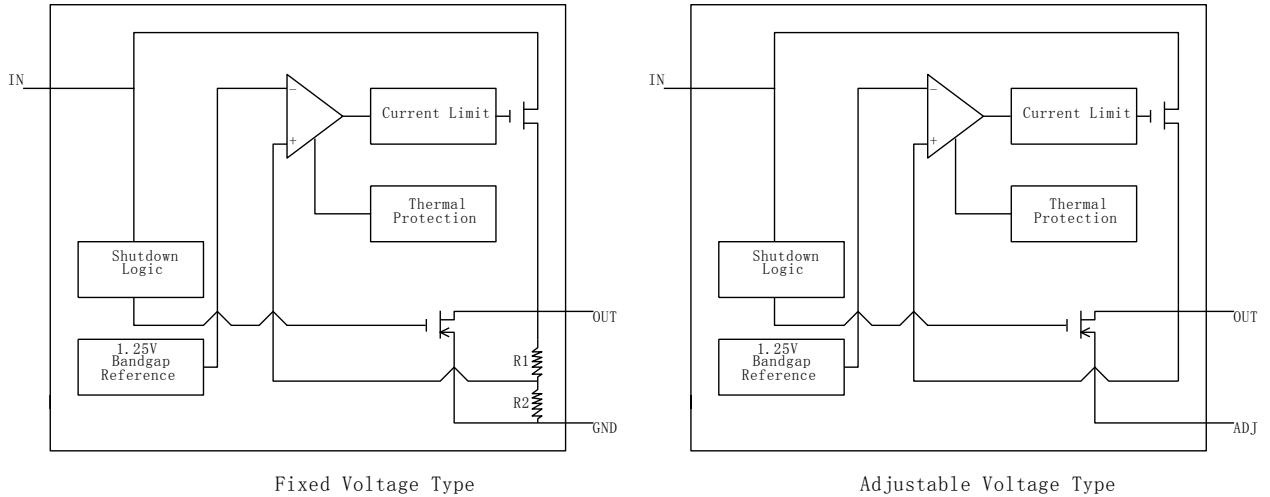 IN
−
+
Current Limit
Thermal
Protection
Shutdown
Logic
OUT
1.25V
Bandgap
Reference
R1
R2
GND
Fixed Voltage Type
IN
−
+
Current Limit
Thermal
Protection
Shutdown
Logic
OUT
1.25V
Bandgap
Reference
ADJ
Adjustable Voltage Type